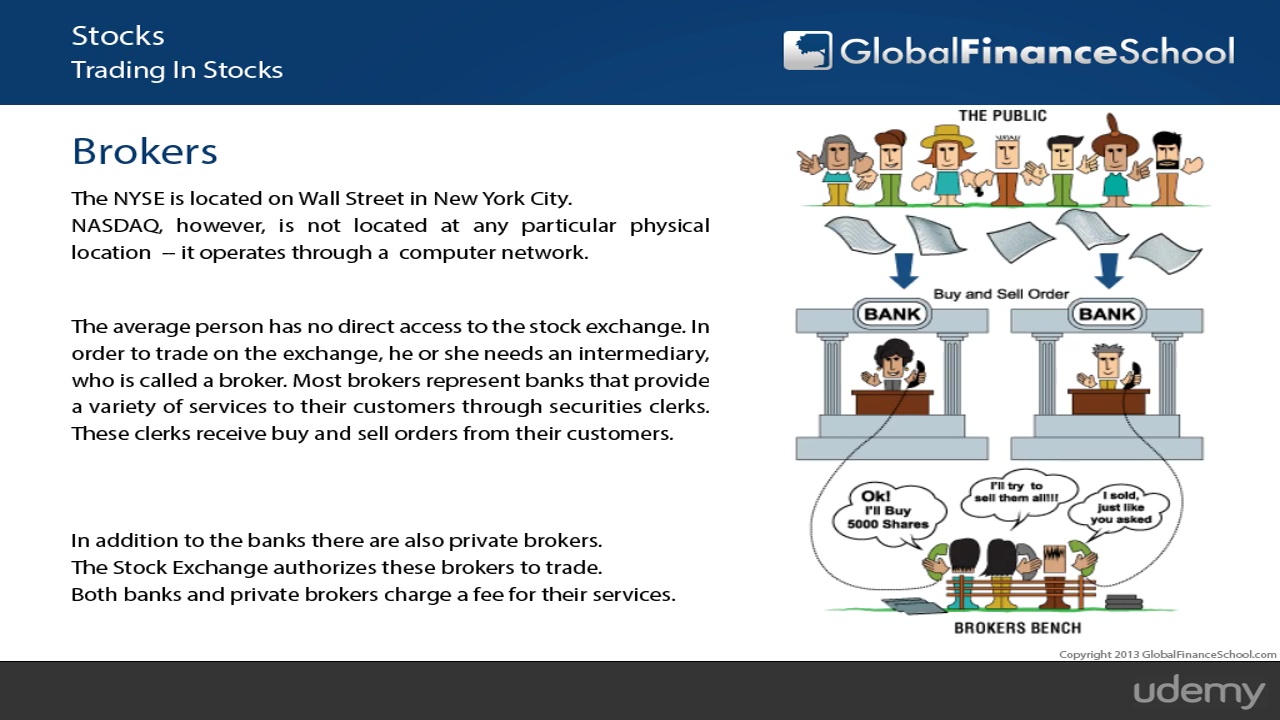 Stocks
Trading In Stocks
GlobalFinanceSchool
Brokers
The NYSE is located on Wall Street in New York City.
NASDAQ, however, is not located at any particular physical
location – it operates through a computer network.
The average person has no direct access to the stock exchange. In
order to trade on the exchange, he or she needs an intermediary,
who is called a broker. Most brokers represent banks that provide
a variety of services to their customers through securities clerks.
These clerks receive buy and sell orders from their customers.
In addition to the banks there are also private brokers.
The Stock Exchange authorizes these brokers to trade.
Both banks and private brokers charge a fee for their services.
THE PUBLIC
Buy and Sell Order
BANK
BANK
Ok!
I'll Buy
5000 Shares
I'll try to
sell them all!!!
I sold,
just like
you asked
BROKERS BENCH
Copyright 2013 GlobalFinanceSchool.com
udemy